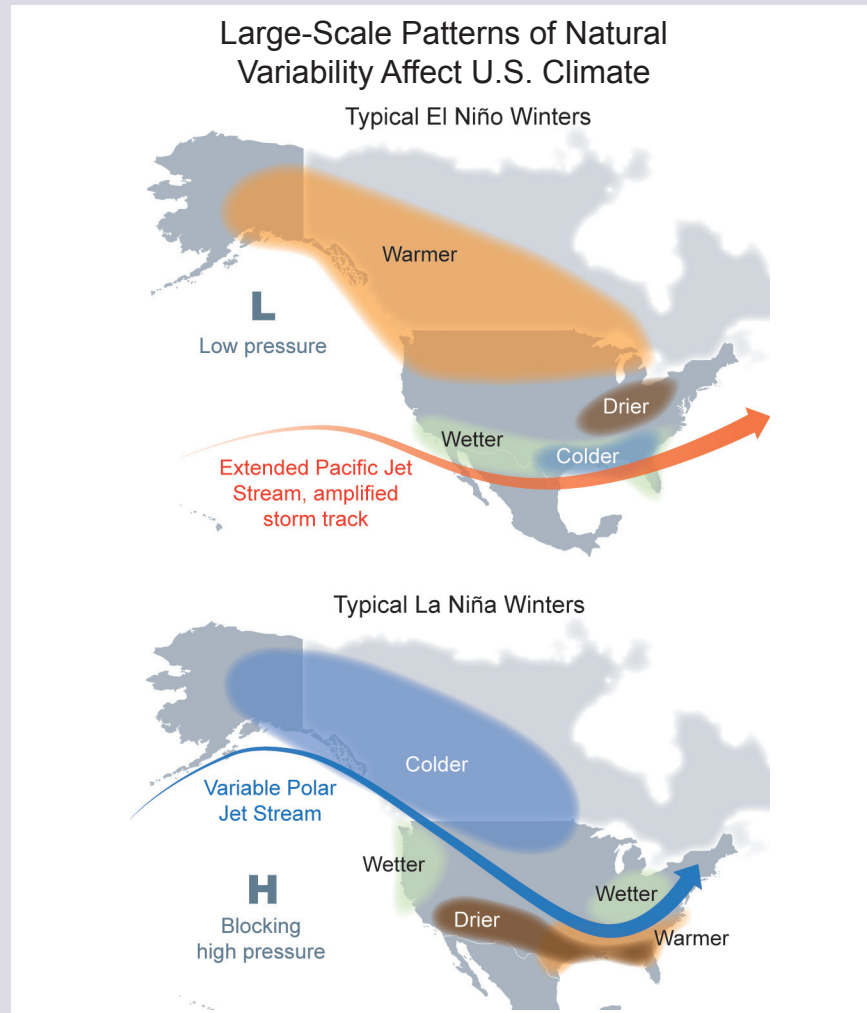 Large-Scale Patterns of Natural
Variability Affect U.S. Climate
Typical El Niño Winters
Warmer
L
Low pressure
Drier
Wetter
Colder
Extended Pacific Jet
Stream, amplified
storm track
Typical La Niña Winters
Colder
Variable Polar
Jet Stream
Wetter
H
Blocking
high pressure
Wetter
Drier
Warmer